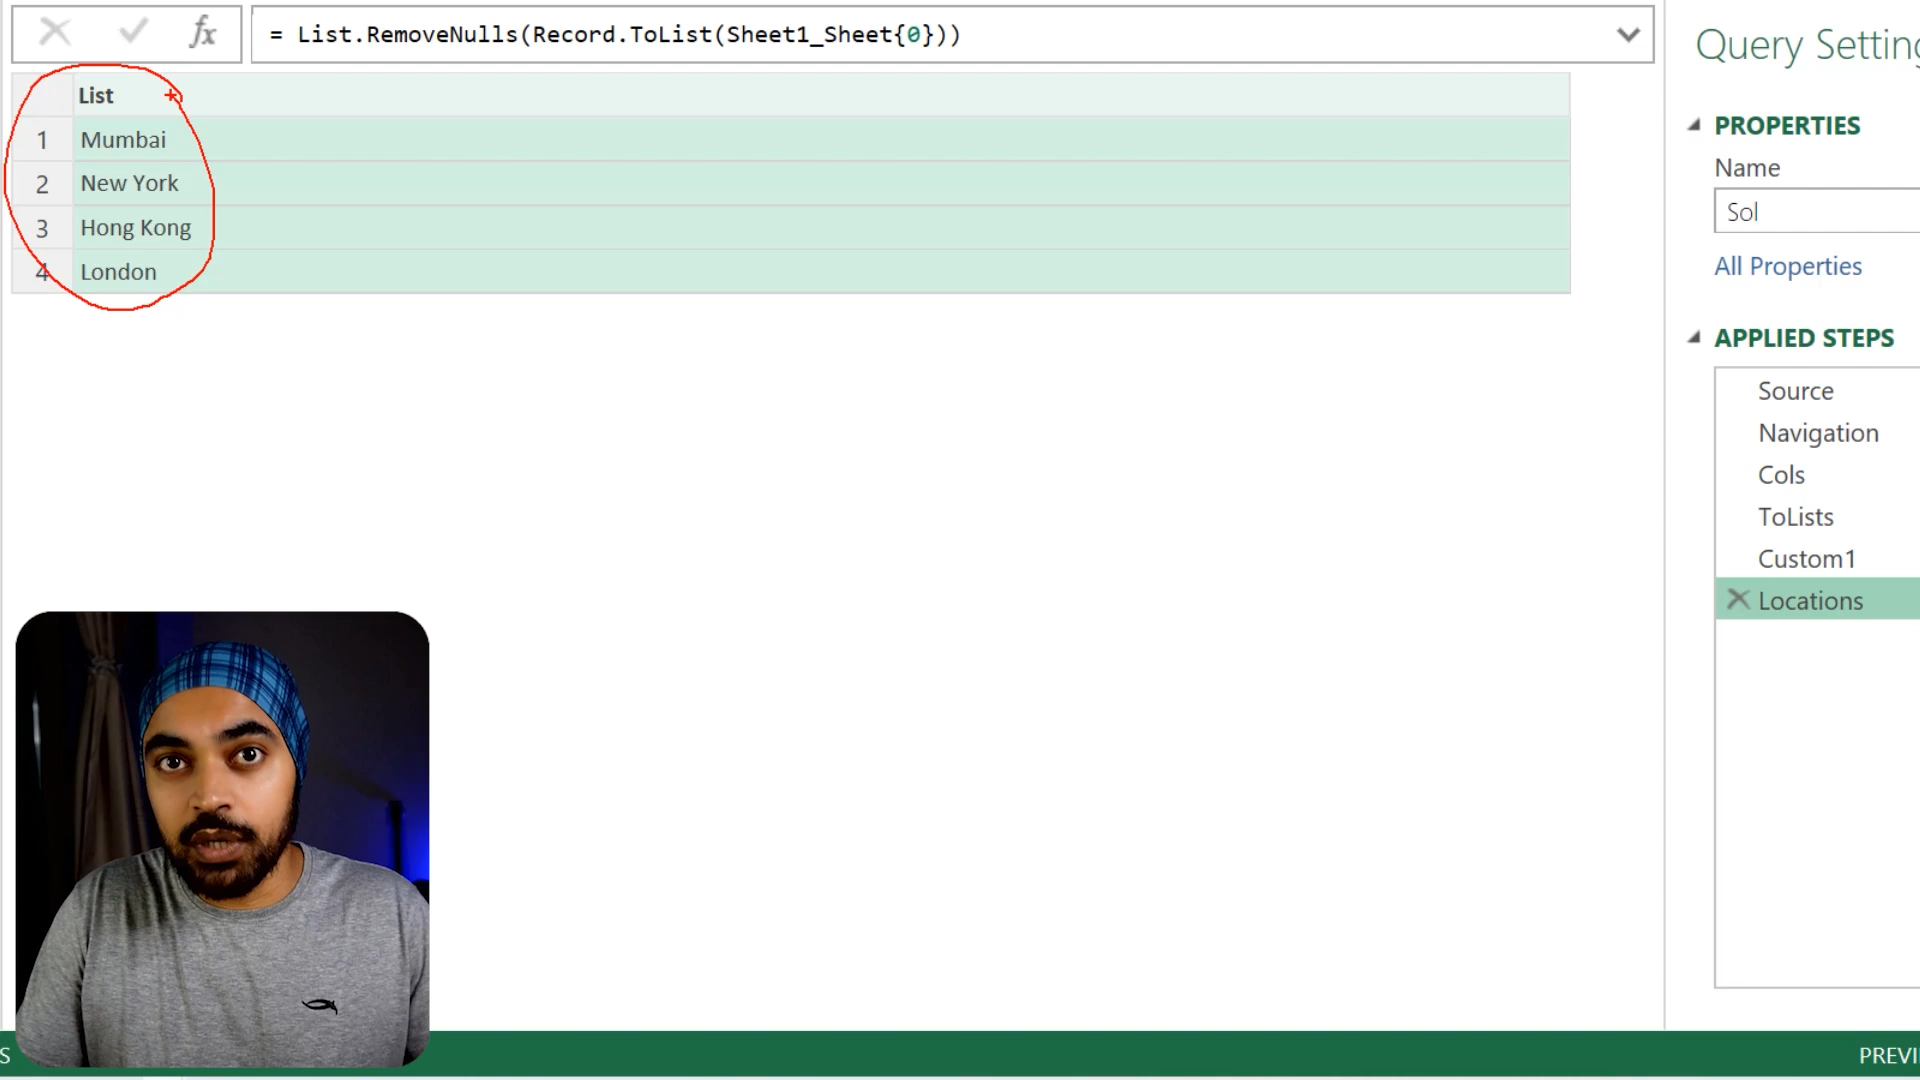 = List.RemoveNulls(Record.ToList(Sheet1_Sheet{0}))
fx
List
1 Mumbai
2 New York
3 Hong Kong
4 London
Query Setting
PROPERTIES
Name
Sol
All Properties
APPLIED STEPS
Source
Navigation
Cols
ToLists
Custom1
Locations
S
PREVI